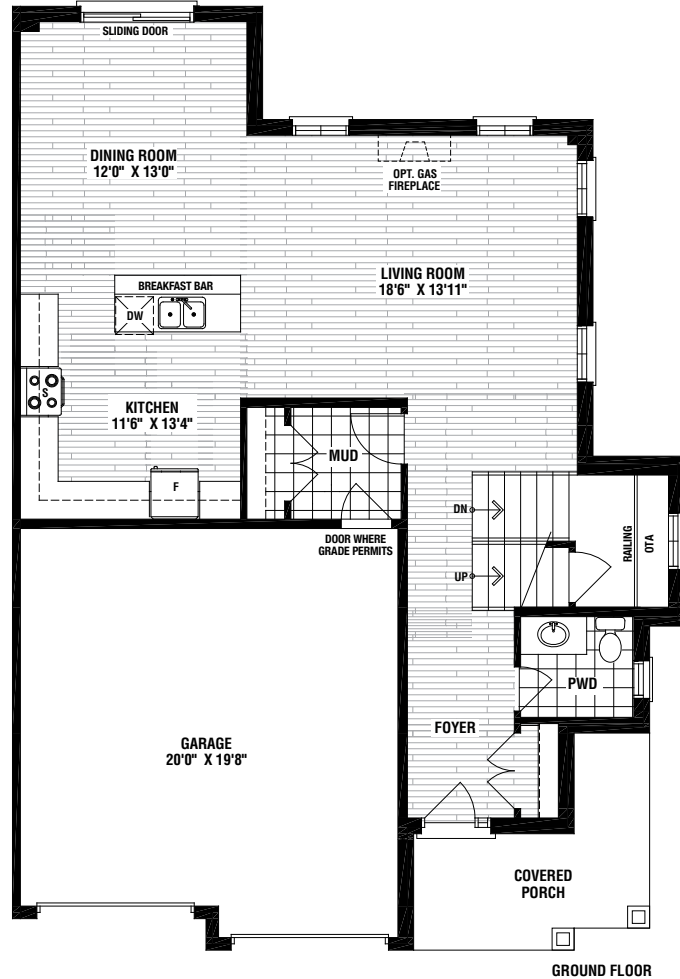 SLIDING DOOR
DINING ROOM
12'0" X 13'0"
OPT. GAS
FIREPLACE
LIVING ROOM
18'6" X 13'11"
BREAKFAST BAR
DW
S
KITCHEN
11'6" X 13'4"
F
MUD
DOOR WHERE
GRADE PERMITS
DN
UP
RAILING
OTA
PWD
FOYER
GARAGE
20'0" X 19'8"
COVERED
PORCH
GROUND FLOOR